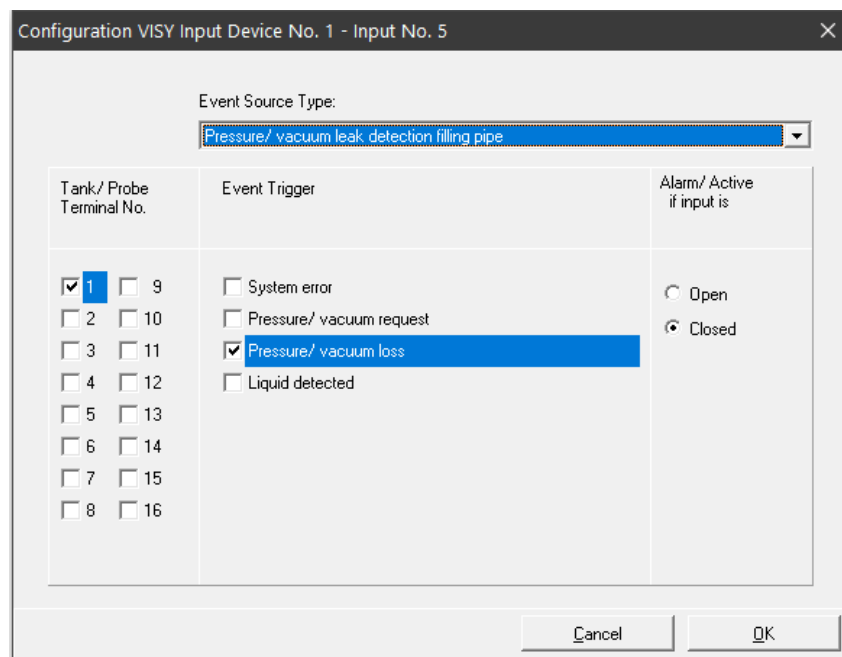 Configuration VISY Input Device No. 1 - Input No. 5
Event Source Type:
Pressure/ vacuum leak detection filling pipe
Tank/ Probe
Terminal No.
Event Trigger
Alarm/ Active
if input is
1 9
2 10
3 11
4 12
5 13
6 14
7 15
8 16
System error
Pressure/ vacuum request
Pressure/ vacuum loss
Liquid detected
Open
Closed
Cancel
OK